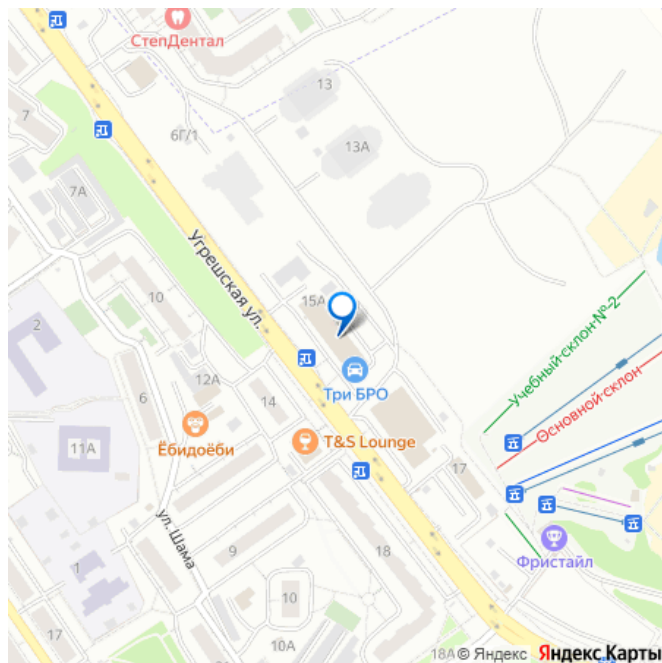 СтепДентал
7
6Г/1
13
13А
7А
Угрешская ул.
10
2
15А
Учебный склон № 2
Основной склон
Три БРО
12А
14
6
Ёбидоёби
T&S Lounge
11А
17
ул. Шама
9
18
Фристайл
1
10
17
10А
18А
© Яндекс Яндекс Карты